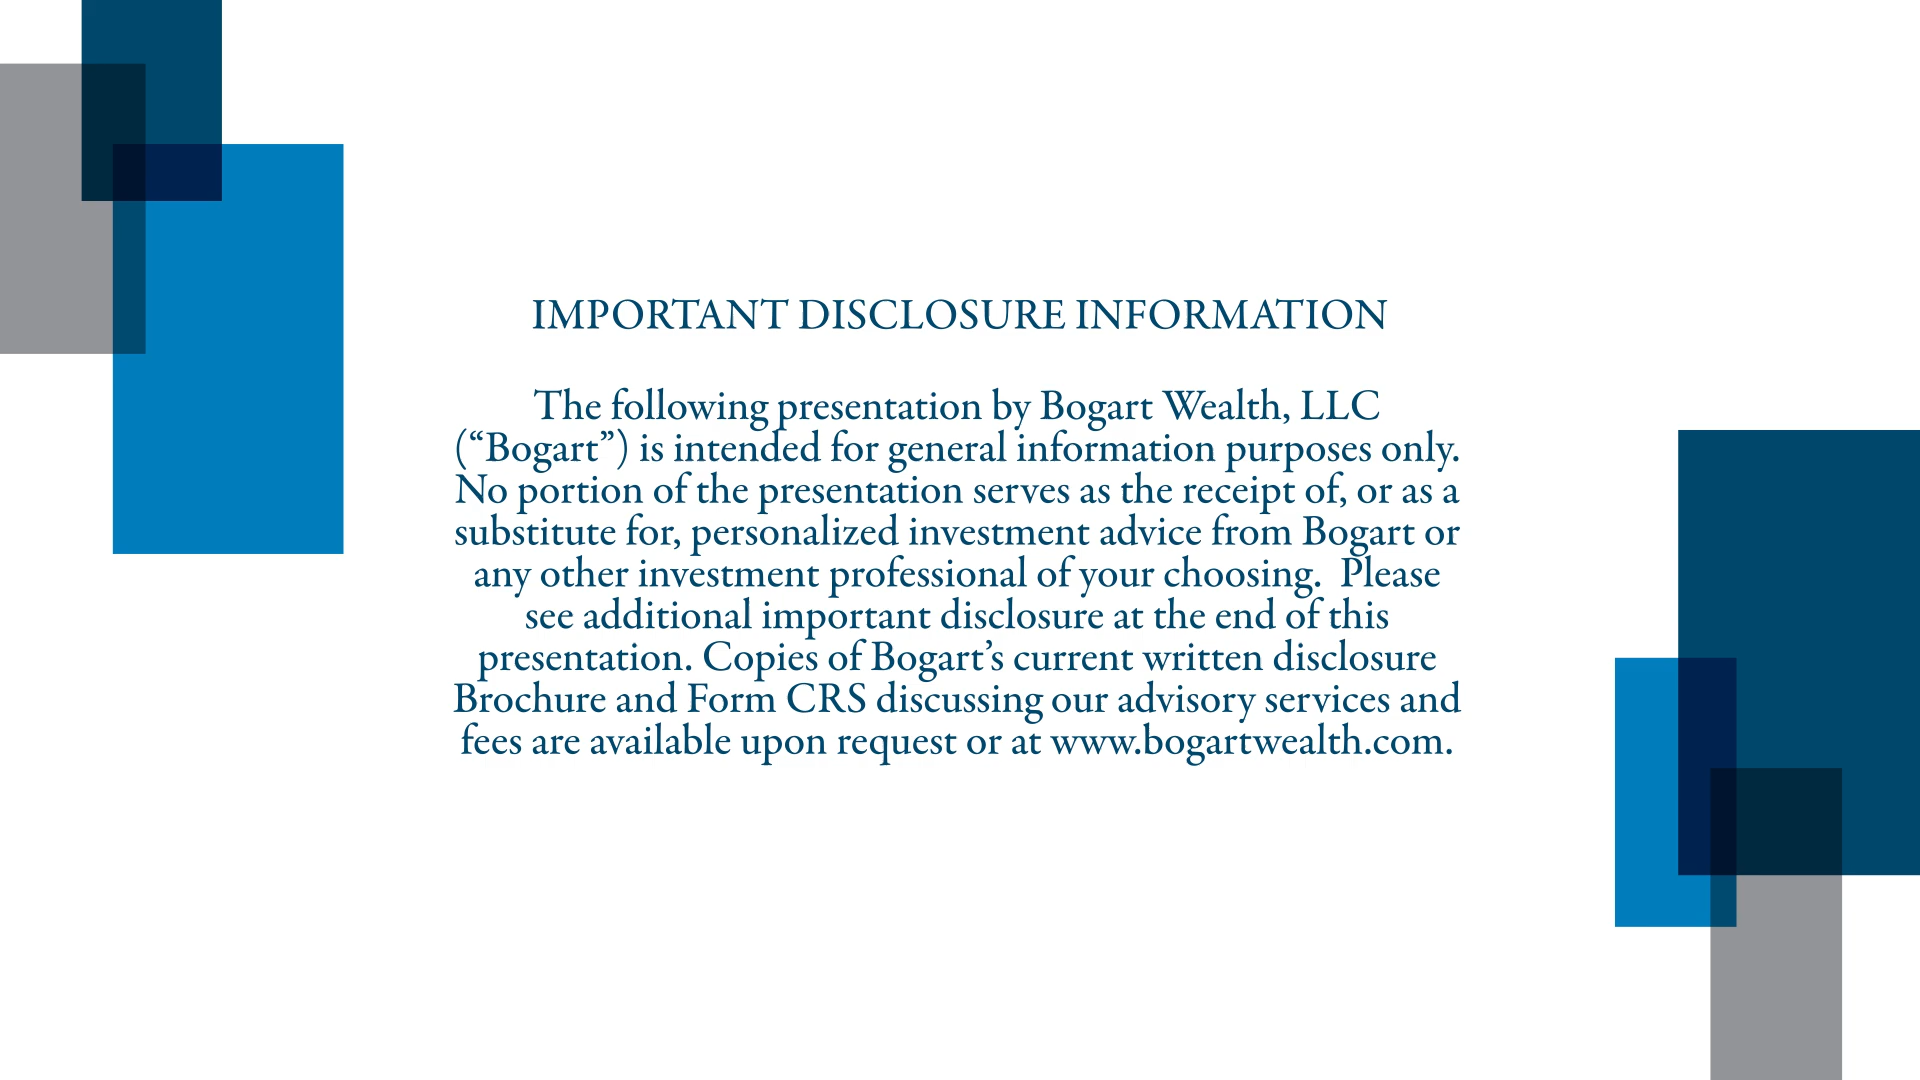 IMPORTANT DISCLOSURE INFORMATION
The following presentation by Bogart Wealth, LLC
(“Bogart”) is intended for general information purposes only.
No portion of the presentation serves as the receipt of, or as a
substitute for, personalized investment advice from Bogart or
any other investment professional of your choosing.  Please
see additional important disclosure at the end of this
presentation. Copies of Bogart’s current written disclosure
Brochure and Form CRS discussing our advisory services and
fees are available upon request or at www.bogartwealth.com.